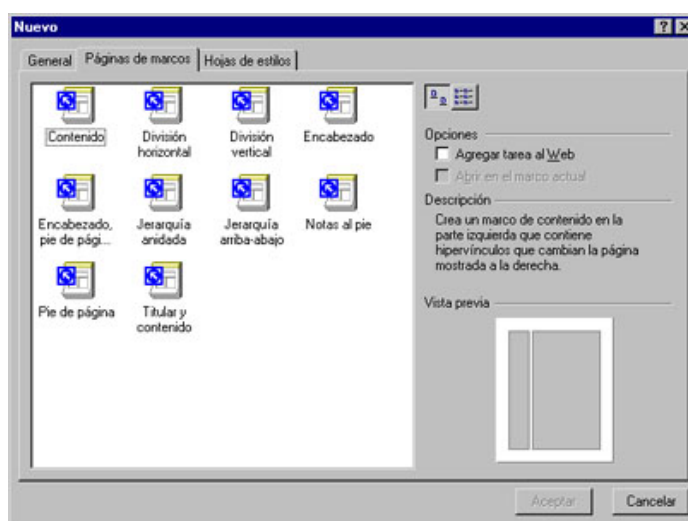 Nuevo
General Páginas de marcos Hojas de estilos
Contenido
División
horizontal
División
vertical
Encabezado
Encabezado,
pie de pági...
Jerarquía
anidada
Jerarquía
arriba-abajo
Notas al pie
Pie de página
Titular y
contenido
Opciones
Agregar tarea al Web
Abrir en el marco actual
Descripción
Crea un marco de contenido en la
parte izquierda que contiene
hipervínculos que cambian la página
mostrada a la derecha.
Vista previa
Aceptar Cancelar